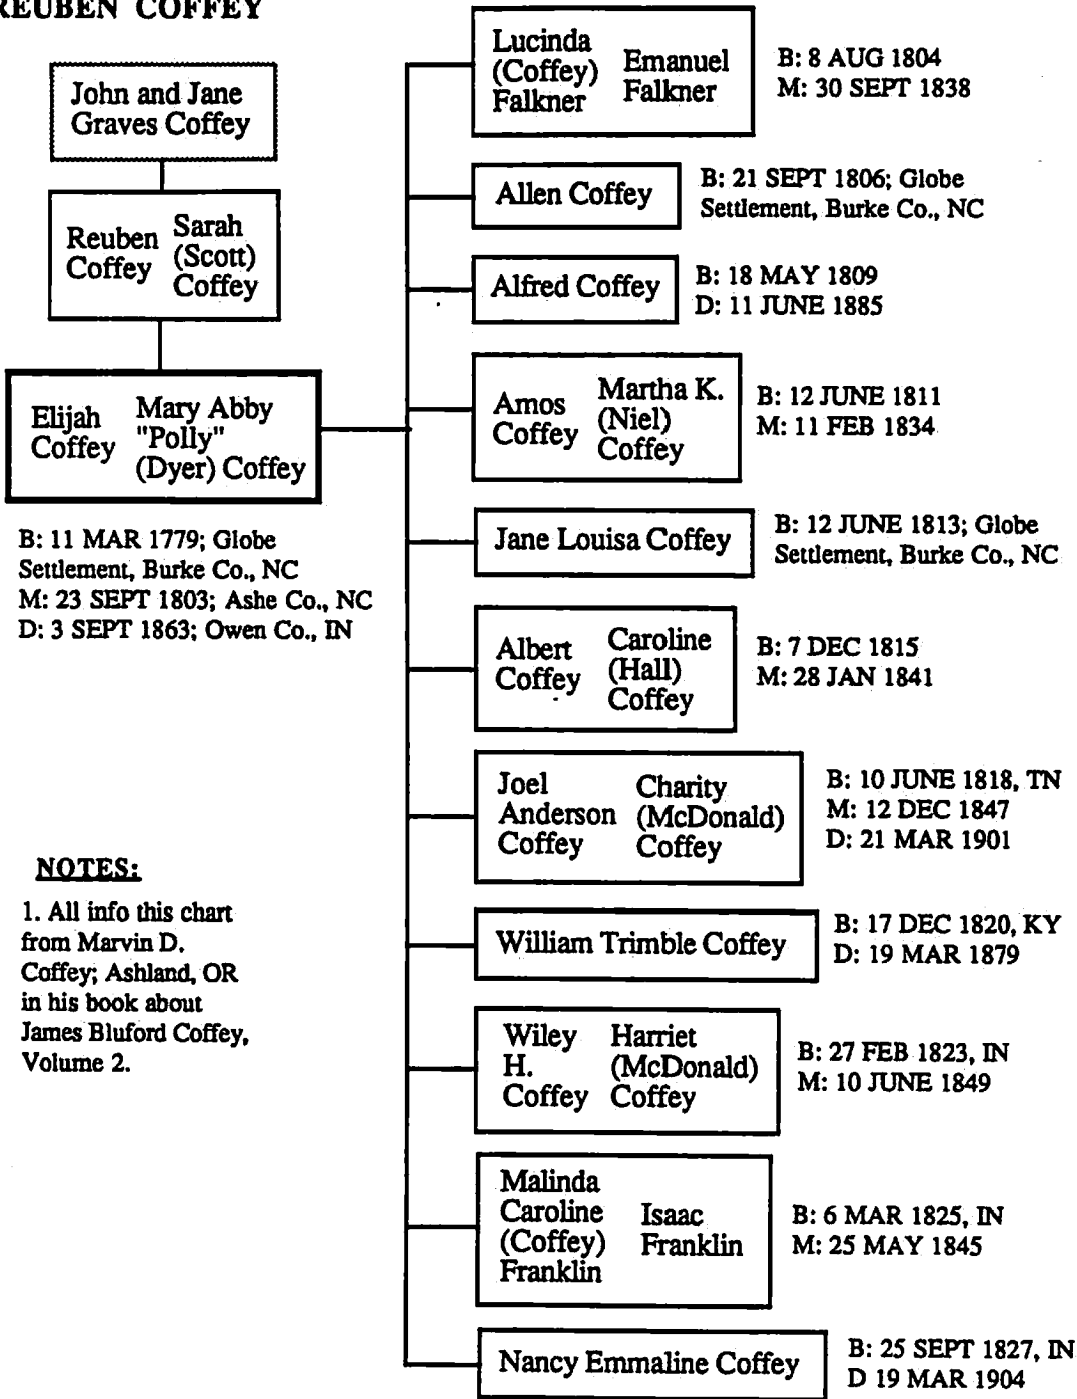 REUBEN COFFEY
John and Jane
Graves Coffey
Reuben
Coffey
Sarah
(Scott)
Coffey
Elijah
Coffey
Mary Abby
"Polly"
(Dyer) Coffey
B: 11 MAR 1779; Globe
Settlement, Burke Co., NC
M: 23 SEPT 1803; Ashe Co., NC
D: 3 SEPT 1863; Owen Co., IN
NOTES:
1. All info this chart
from Marvin D.
Coffey; Ashland, OR
in his book about
James Bluford Coffey,
Volume 2.
Lucinda
(Coffey)
Falkner
Emanuel
Falkner
B: 8 AUG 1804
M: 30 SEPT 1838
Allen Coffey
B: 21 SEPT 1806; Globe
Settlement, Burke Co., NC
Alfred Coffey
B: 18 MAY 1809
D: 11 JUNE 1885
Amos
Coffey
Martha K.
(Niel)
Coffey
B: 12 JUNE 1811
M: 11 FEB 1834
Jane Louisa Coffey
B: 12 JUNE 1813; Globe
Settlement, Burke Co., NC
Albert
Coffey
Caroline
(Hall)
Coffey
B: 7 DEC 1815
M: 28 JAN 1841
Joel
Anderson
Coffey
Charity
(McDonald)
Coffey
B: 10 JUNE 1818, TN
M: 12 DEC 1847
D: 21 MAR 1901
William Trimble Coffey
B: 17 DEC 1820, KY
D: 19 MAR 1879
Wiley
H.
Coffey
Harriet
(McDonald)
Coffey
B: 27 FEB 1823, IN
M: 10 JUNE 1849
Malinda
Caroline
(Coffey)
Franklin
Isaac
Franklin
B: 6 MAR 1825, IN
M: 25 MAY 1845
Nancy Emmaline Coffey
B: 25 SEPT 1827, IN
D 19 MAR 1904